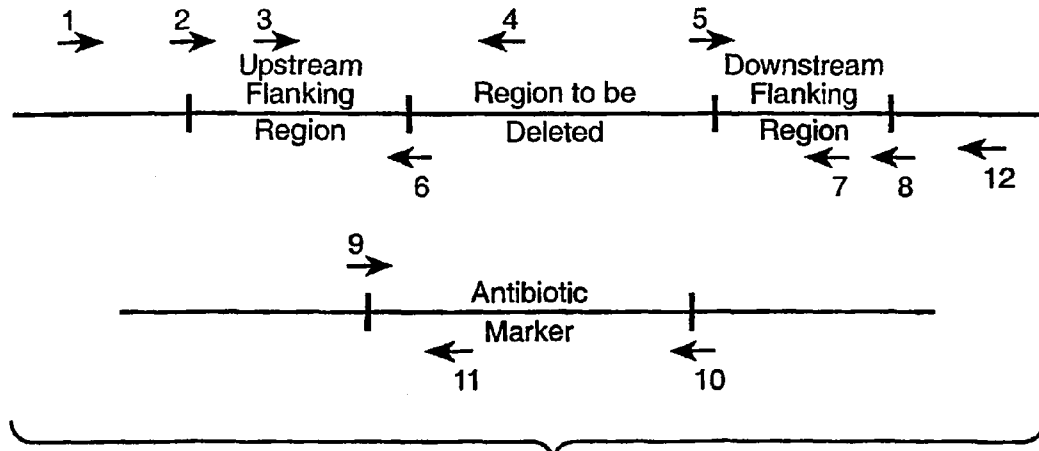 1 2 3 4 5
Upstream Downstream
Flanking Region to be Flanking
Region Deleted Region
6 7 8 12
9
Antibiotic
Marker
11 10